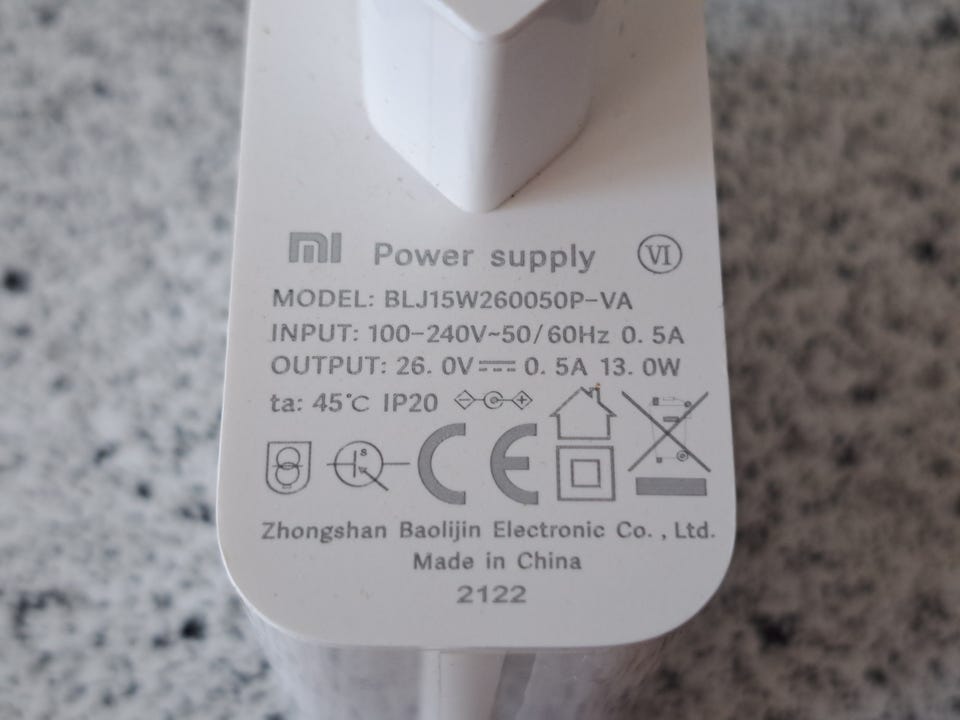 mi Power supply VI
MODEL: BLJ15W260050P-VA
INPUT: 100-240V~50/60Hz 0.5A
OUTPUT: 26.0V⎓0.5A 13.0W
ta: 45℃ IP20
S
CE
Zhongshan Baolijin Electronic Co., Ltd.
Made in China
2122